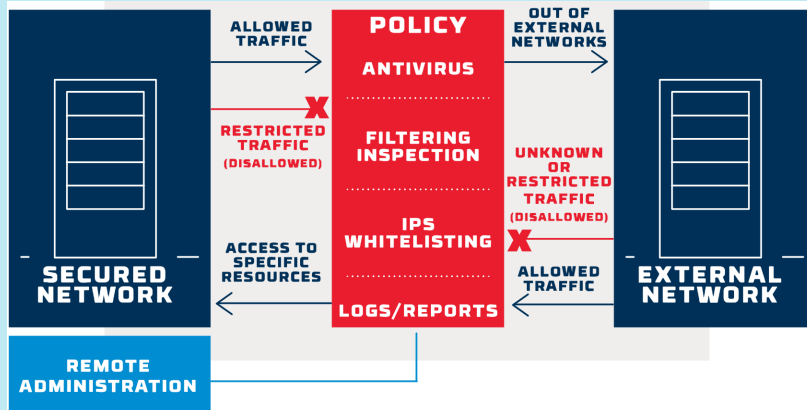 ALLOWED
TRAFFIC
POLICY
OUT OF
EXTERNAL
NETWORKS
ANTIVIRUS
RESTRICTED
TRAFFIC
(DISALLOWED)
FILTERING
INSPECTION
UNKNOWN
OR
RESTRICTED
TRAFFIC
(DISALLOWED)
IPS
WHITELISTING
ACCESS TO
SPECIFIC
RESOURCES
ALLOWED
TRAFFIC
SECURED
NETWORK
LOGS/REPORTS
EXTERNAL
NETWORK
REMOTE
ADMINISTRATION